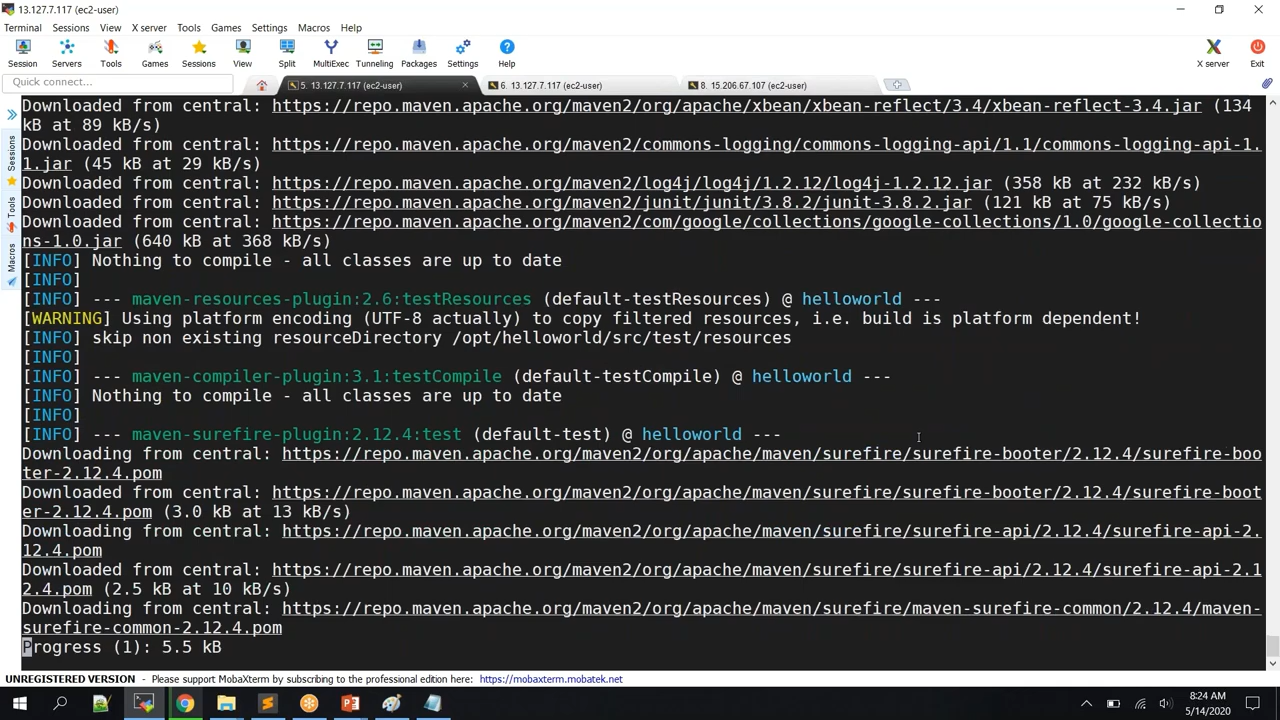 13.127.7.117 (ec2-user)
Terminal Sessions View X server Tools Games Settings Macros Help
Session Servers Tools Games Sessions View Split MultiExec Tunneling Packages Settings Help X server Exit
Quick connect...
5. 13.127.7.117 (ec2-user)
6. 13.127.7.117 (ec2-user)
8. 15.206.67.107 (ec2-user)
Sessions
Tools
Macros
Downloaded from central: https://repo.maven.apache.org/maven2/org/apache/xbean/xbean-reflect/3.4/xbean-reflect-3.4.jar (134
kB at 89 kB/s)
Downloaded from central: https://repo.maven.apache.org/maven2/commons-logging/commons-logging-api/1.1/commons-logging-api-1.
1.jar (45 kB at 29 kB/s)
Downloaded from central: https://repo.maven.apache.org/maven2/log4j/log4j/1.2.12/log4j-1.2.12.jar (358 kB at 232 kB/s)
Downloaded from central: https://repo.maven.apache.org/maven2/junit/junit/3.8.2/junit-3.8.2.jar (121 kB at 75 kB/s)
Downloaded from central: https://repo.maven.apache.org/maven2/com/google/collections/google-collections/1.0/google-collectio
ns-1.0.jar (640 kB at 368 kB/s)
[INFO] Nothing to compile - all classes are up to date
[INFO]
[INFO] --- maven-resources-plugin:2.6:testResources (default-testResources) @ helloworld ---
[WARNING] Using platform encoding (UTF-8 actually) to copy filtered resources, i.e. build is platform dependent!
[INFO] skip non existing resourceDirectory /opt/helloworld/src/test/resources
[INFO]
[INFO] --- maven-compiler-plugin:3.1:testCompile (default-testCompile) @ helloworld ---
[INFO] Nothing to compile - all classes are up to date
[INFO]
[INFO] --- maven-surefire-plugin:2.12.4:test (default-test) @ helloworld ---
Downloading from central: https://repo.maven.apache.org/maven2/org/apache/maven/surefire/surefire-booter/2.12.4/surefire-boo
ter-2.12.4.pom
Downloaded from central: https://repo.maven.apache.org/maven2/org/apache/maven/surefire/surefire-booter/2.12.4/surefire-boot
er-2.12.4.pom (3.0 kB at 13 kB/s)
Downloading from central: https://repo.maven.apache.org/maven2/org/apache/maven/surefire/surefire-api/2.12.4/surefire-api-2.
12.4.pom
Downloaded from central: https://repo.maven.apache.org/maven2/org/apache/maven/surefire/surefire-api/2.12.4/surefire-api-2.1
2.4.pom (2.5 kB at 10 kB/s)
Downloading from central: https://repo.maven.apache.org/maven2/org/apache/maven/surefire/maven-surefire-common/2.12.4/maven-
surefire-common-2.12.4.pom
Progress (1): 5.5 kB
UNREGISTERED VERSION - Please support MobaXterm by subscribing to the professional edition here: https://mobaxterm.mobatek.net
8:24 AM
5/14/2020